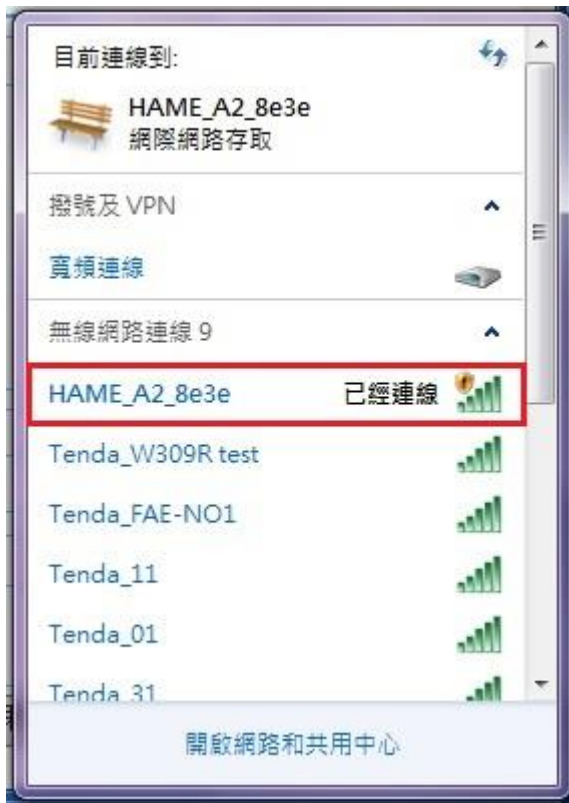 目前連線到:
HAME_A2_8e3e
網際網路存取
撥號及 VPN
寬頻連線
無線網路連線 9
HAME_A2_8e3e 已經連線
Tenda_W309R test
Tenda_FAE-NO1
Tenda_11
Tenda_01
Tenda_31
開啟網路和共用中心